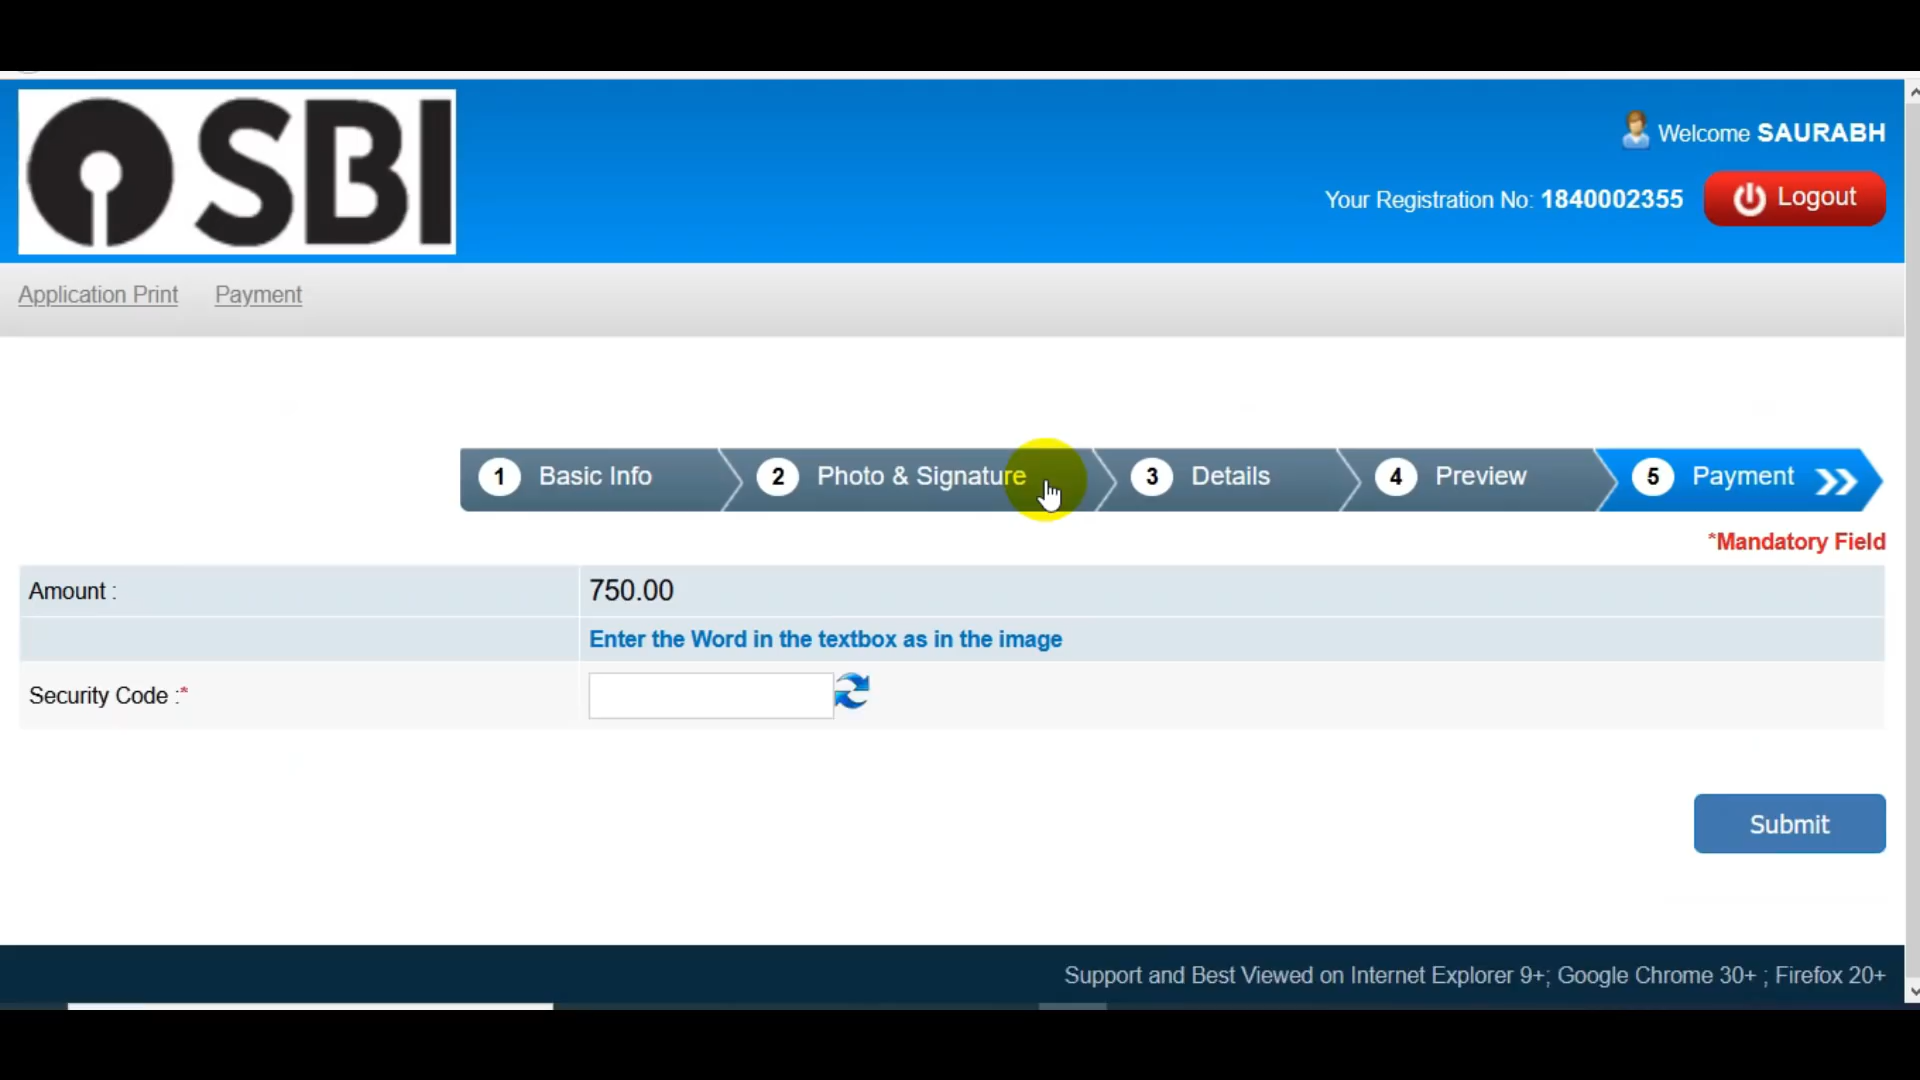 SBI
Welcome SAURABH
Your Registration No: 1840002355
Logout
Application Print Payment
1 Basic Info 2 Photo & Signature 3 Details 4 Preview 5 Payment
*Mandatory Field
Amount : 750.00
Enter the Word in the textbox as in the image
Security Code :*
Submit
Support and Best Viewed on Internet Explorer 9+; Google Chrome 30+ ; Firefox 20+